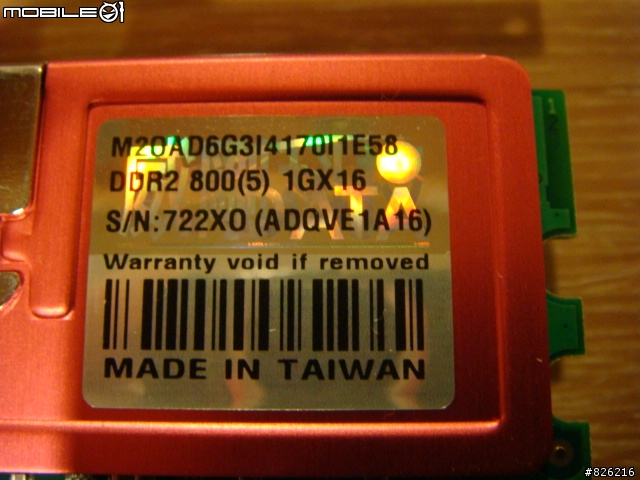 MOBILE01
M2OAD6G3I4170I1E58
DDR2 800(5) 1GX16
S/N:722XO (ADQVE1A16)
Warranty void if removed
MADE IN TAIWAN
#826216